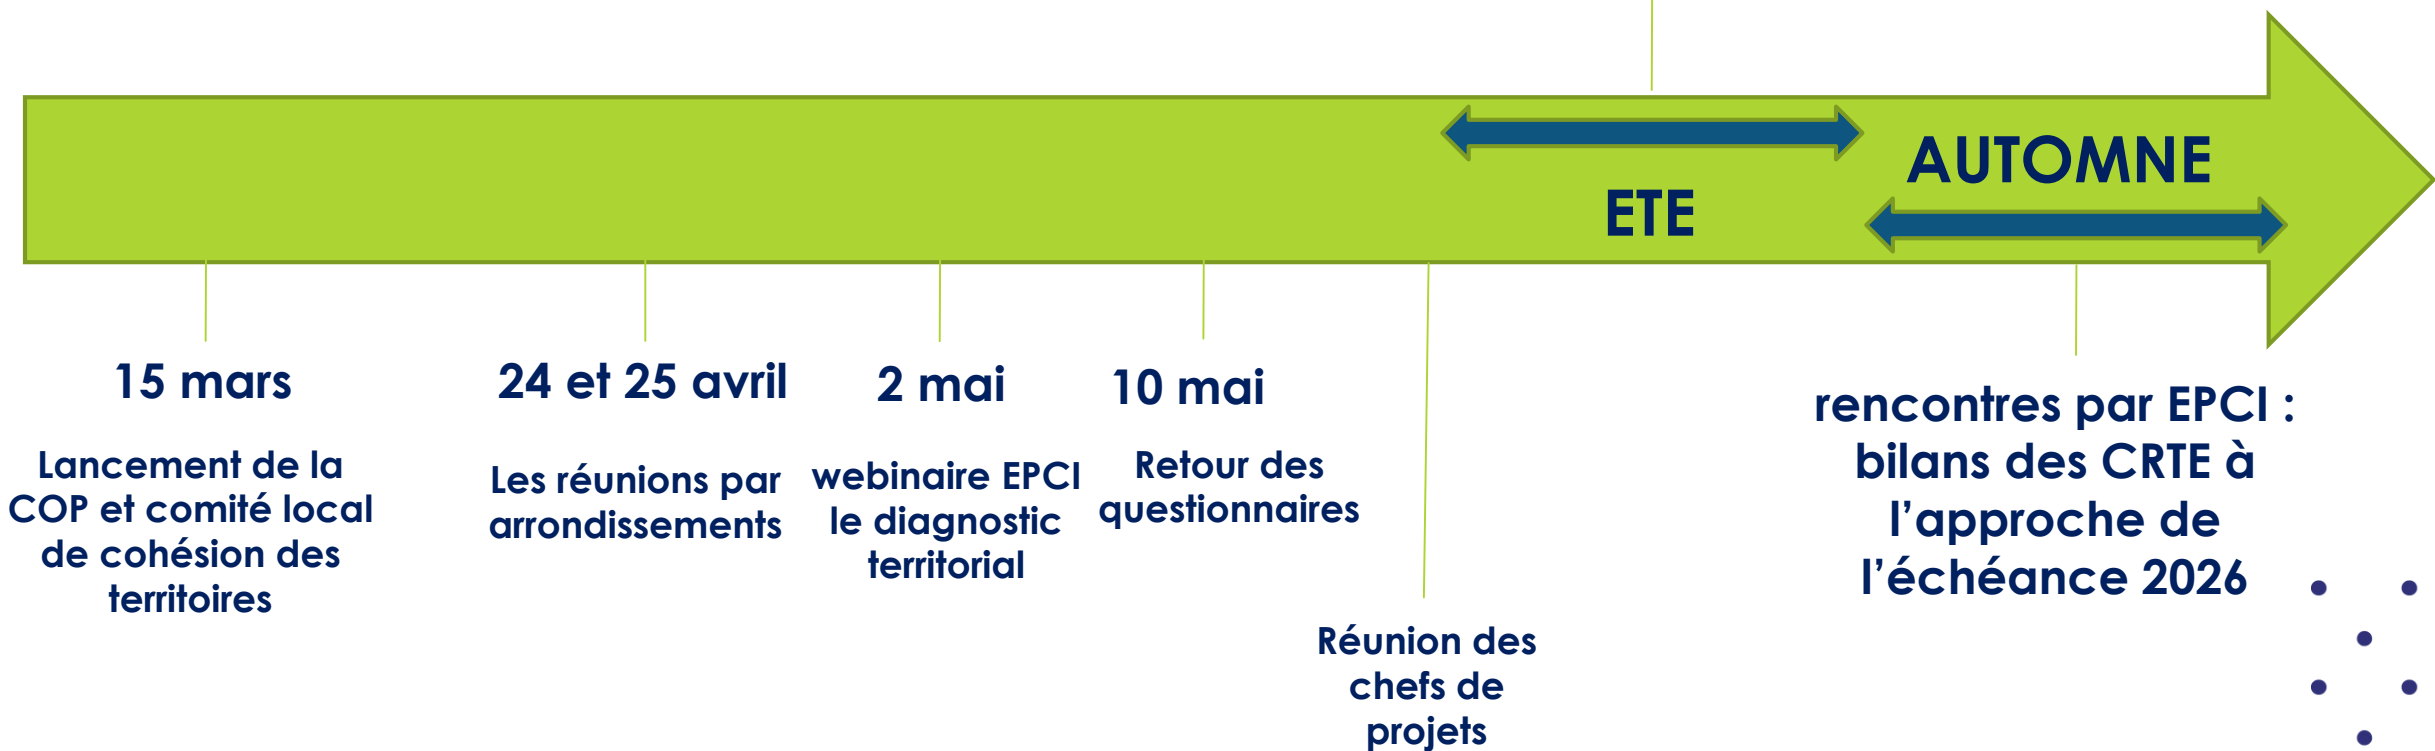 AUTOMNE
ETE
15 mars
Lancement de la
COP et comité local
de cohésion des
territoires
24 et 25 avril
Les réunions par
arrondissements
2 mai
webinaire EPCI
le diagnostic
territorial
10 mai
Retour des
questionnaires
Réunion des
chefs de
projets
rencontres par EPCI :
bilans des CRTE à
l'approche de
l'échéance 2026